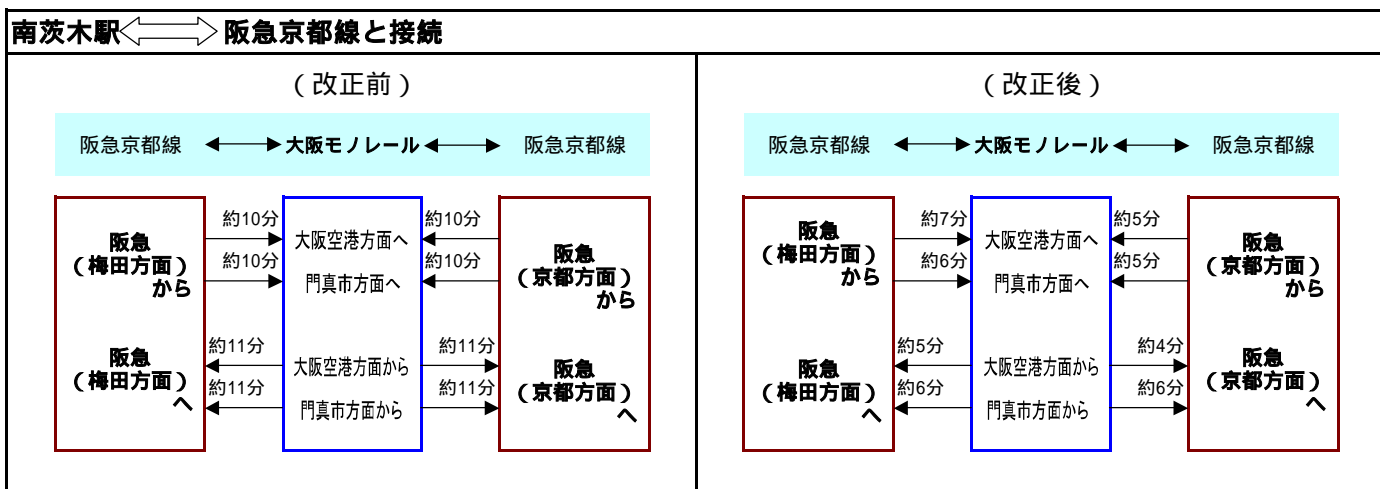 南茨木駅 阪急京都線と接続
(改正前)
阪急京都線 大阪モノレール 阪急京都線
阪急
(梅田方面)
から
約10分
約10分
大阪空港方面へ
門真市方面へ
約10分
約10分
阪急
(京都方面)
から
阪急
(梅田方面)
へ
約11分
約11分
大阪空港方面から
門真市方面から
約11分
約11分
阪急
(京都方面)
へ
(改正後)
阪急京都線 大阪モノレール 阪急京都線
阪急
(梅田方面)
から
約7分
約6分
大阪空港方面へ
門真市方面へ
約5分
約5分
阪急
(京都方面)
から
阪急
(梅田方面)
へ
約5分
約6分
大阪空港方面から
門真市方面から
約4分
約6分
阪急
(京都方面)
へ